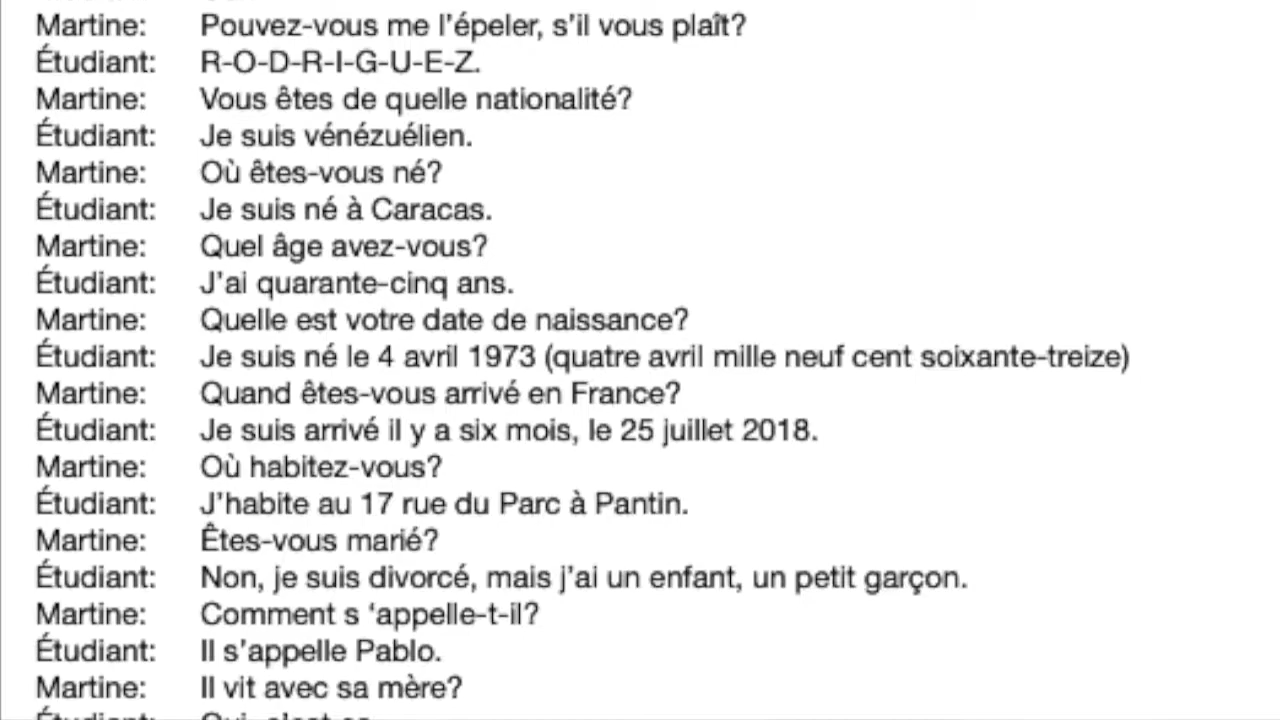 Martine: Pouvez-vous me l'épeler, s'il vous plaît?
Étudiant: R-O-D-R-I-G-U-E-Z.
Martine: Vous êtes de quelle nationalité?
Étudiant: Je suis vénézuélien.
Martine: Où êtes-vous né?
Étudiant: Je suis né à Caracas.
Martine: Quel âge avez-vous?
Étudiant: J'ai quarante-cinq ans.
Martine: Quelle est votre date de naissance?
Étudiant: Je suis né le 4 avril 1973 (quatre avril mille neuf cent soixante-treize)
Martine: Quand êtes-vous arrivé en France?
Étudiant: Je suis arrivé il y a six mois, le 25 juillet 2018.
Martine: Où habitez-vous?
Étudiant: J'habite au 17 rue du Parc à Pantin.
Martine: Êtes-vous marié?
Étudiant: Non, je suis divorcé, mais j'ai un enfant, un petit garçon.
Martine: Comment s 'appelle-t-il?
Étudiant: Il s'appelle Pablo.
Martine: Il vit avec sa mère?